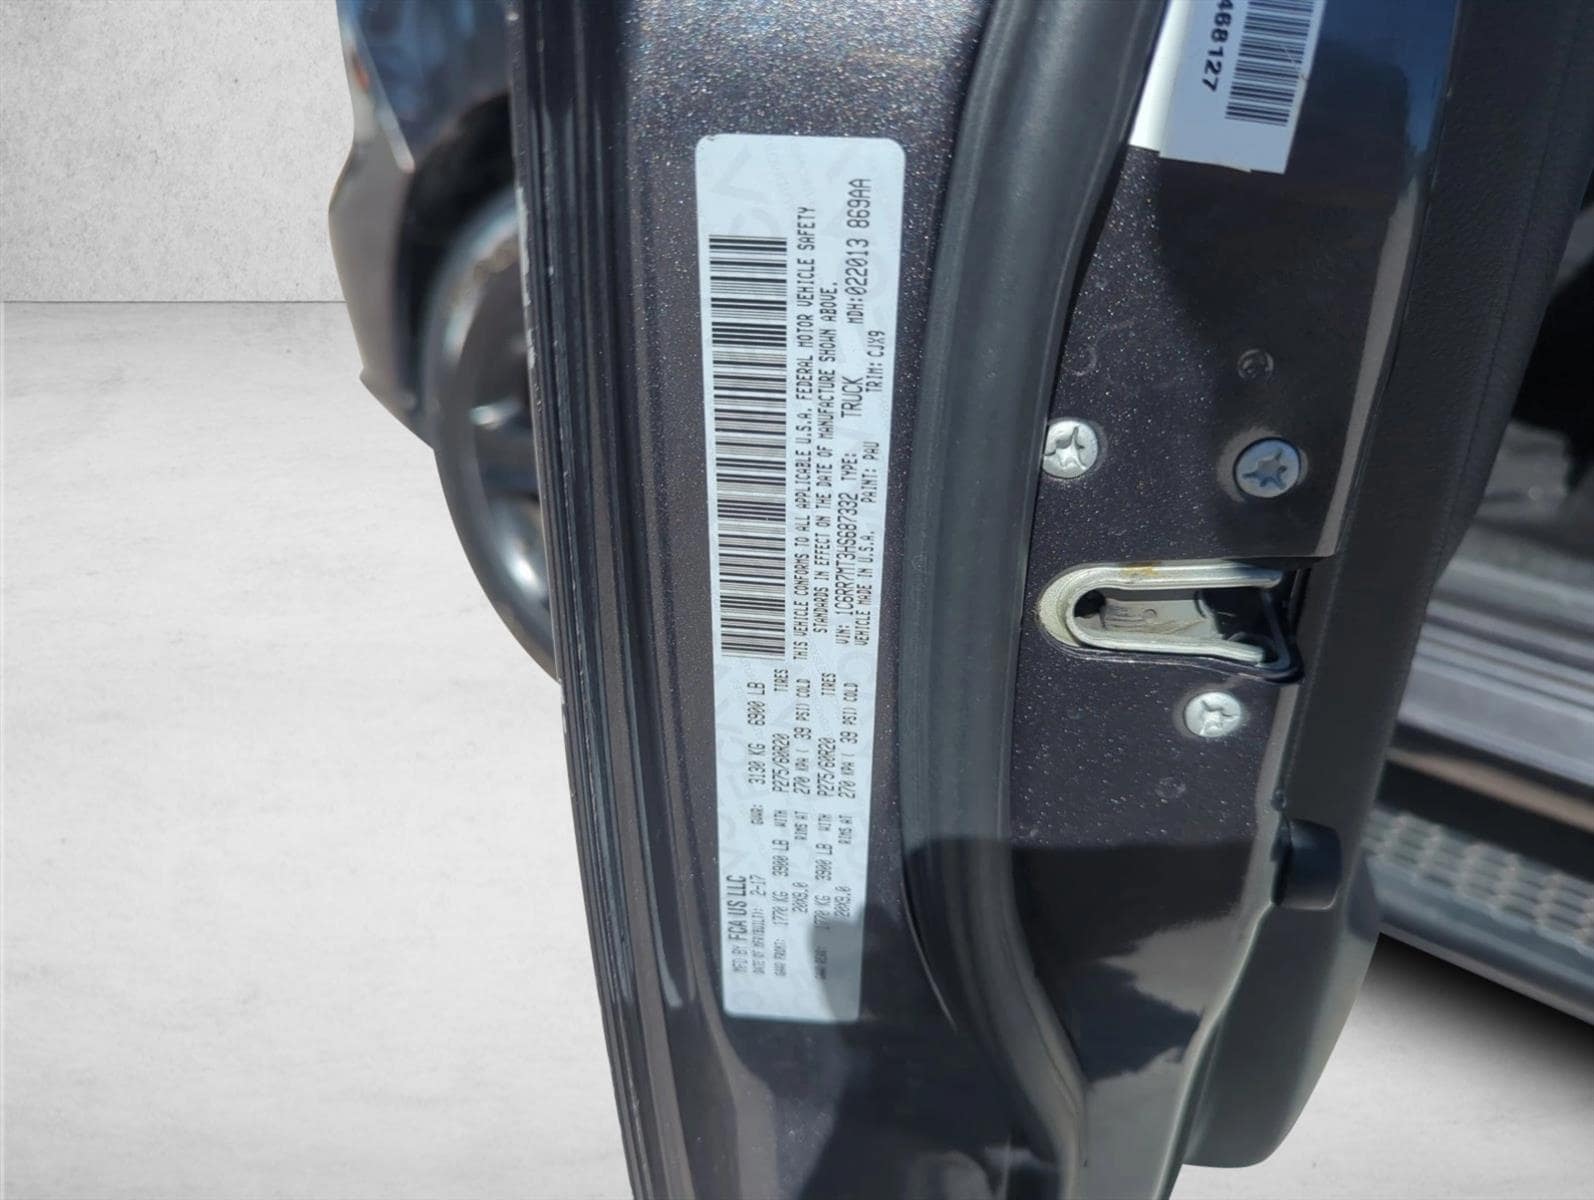 MFD BY FCA US LLC
DATE OF MFR(BUILT): 2-17 GVWR: 3130 KG 6900 LB
GAWR FRONT: 1770 KG 3900 LB WITH P275/60R20 TIRES
20X9.0 RIMS AT 270 KPA ( 39 PSI) COLD
GAWR REAR: 1770 KG 3900 LB WITH P275/60R20 TIRES
20X9.0 RIMS AT 270 KPA ( 39 PSI) COLD
THIS VEHICLE CONFORMS TO ALL APPLICABLE U.S.A. FEDERAL MOTOR VEHICLE SAFETY
STANDARDS IN EFFECT ON THE DATE OF MANUFACTURE SHOWN ABOVE.
VIN: 1C6RR7MT3HS687332 TYPE: TRUCK MDH:022013 869AA
VEHICLE MADE IN U.S.A. PAINT: PAU TRIM: CJX9
468127